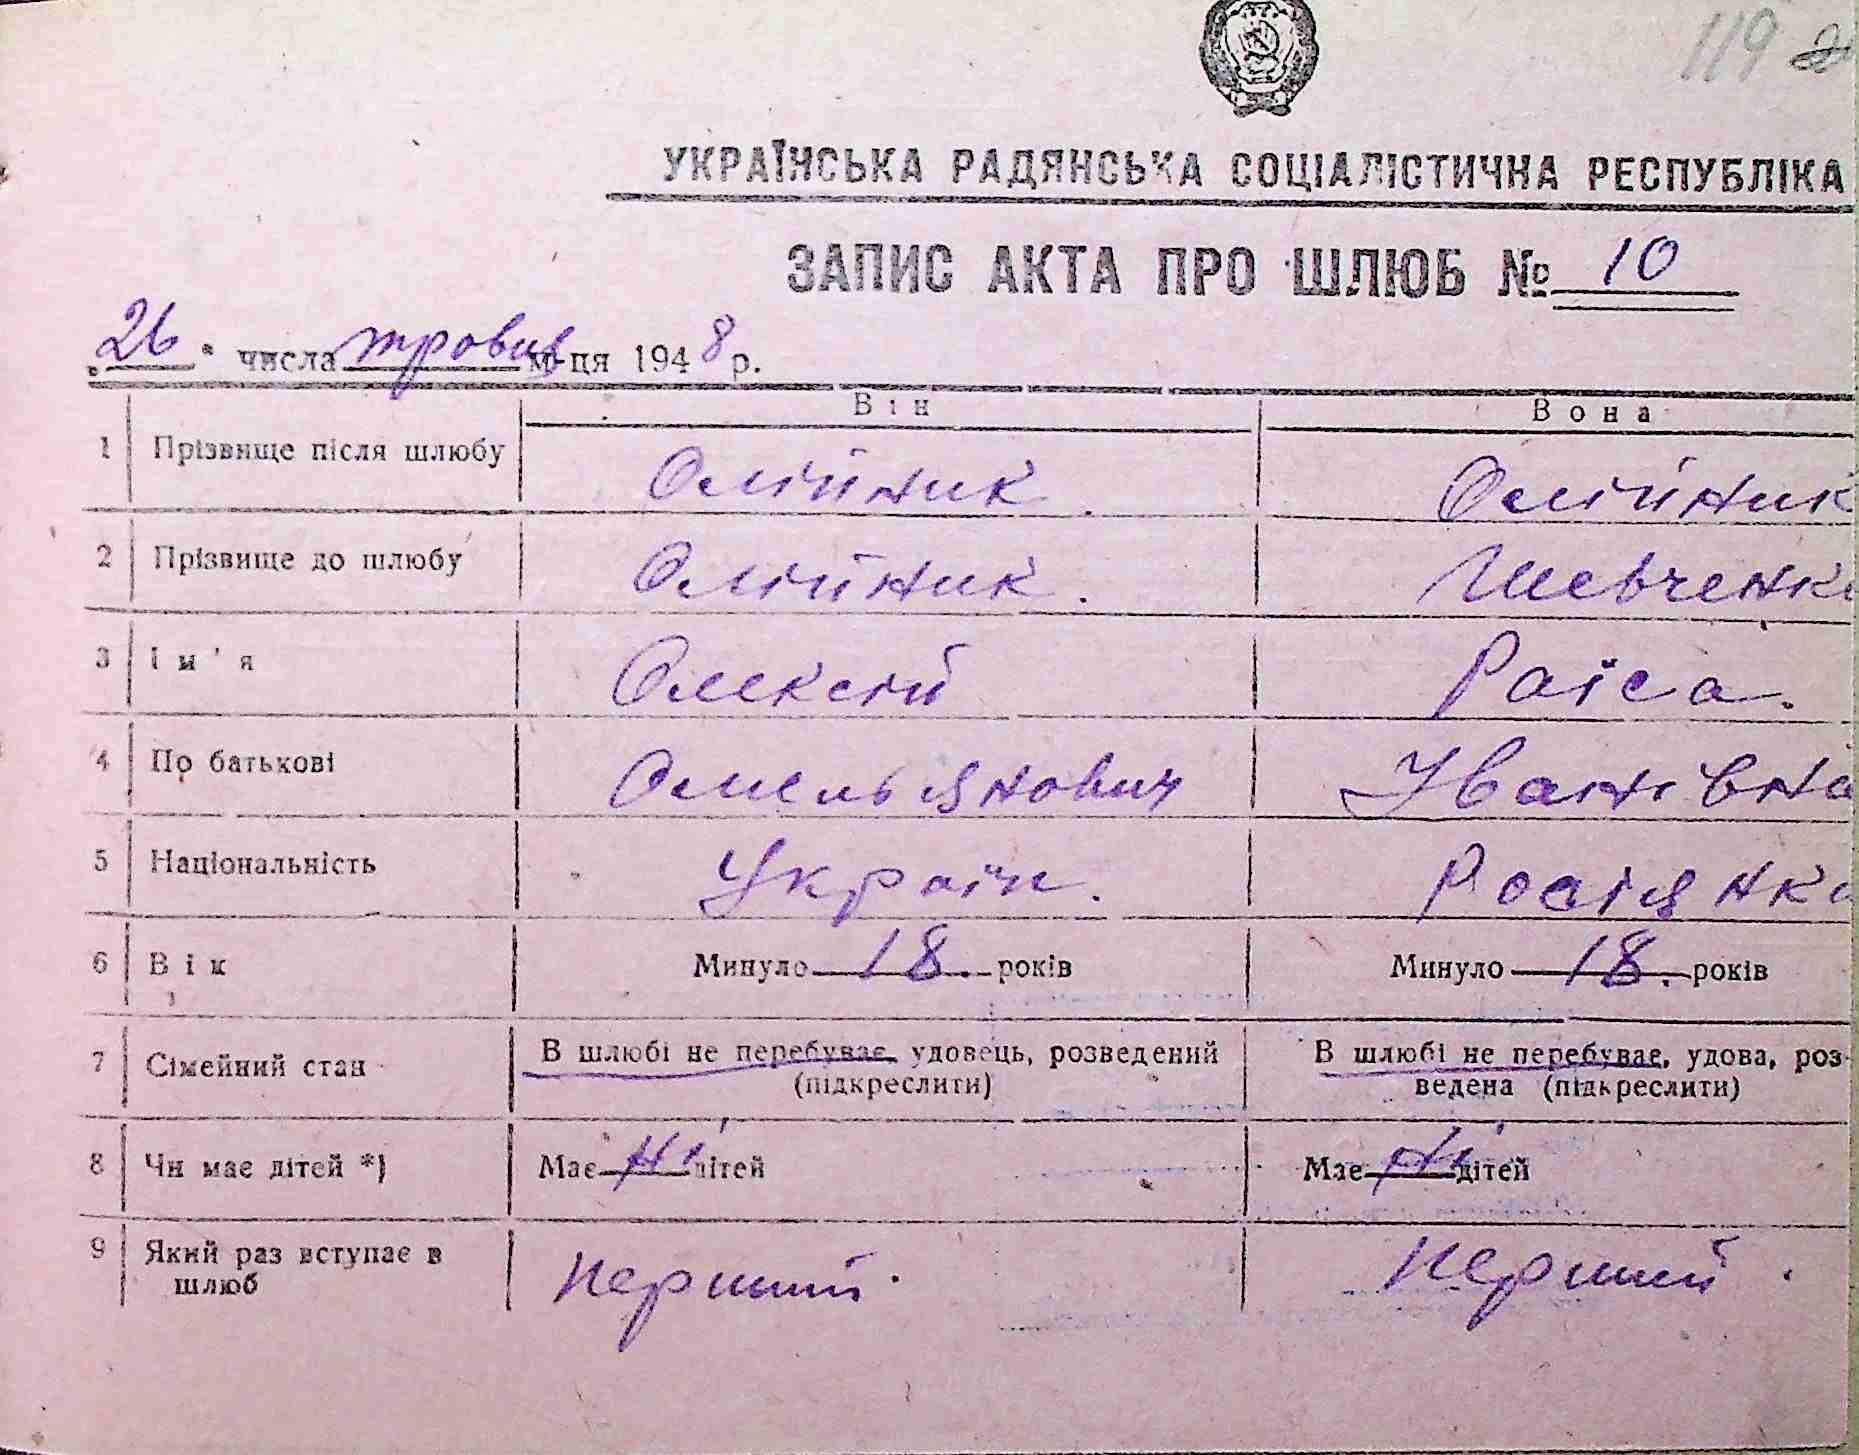 119
УКРАЇНСЬКА РАДЯНСЬКА СОЦІАЛІСТИЧНА РЕСПУБЛІКА
ЗАПИС АКТА ПРО ШЛЮБ № 10
26 числа травня м-ця 1948 р.
Він Вона
1 Прізвище після шлюбу Олійник Олійник
2 Прізвище до шлюбу Олійник. Шевченко
3 Ім'я Олексій Раїса.
4 По батькові Омельянович Іванівна
5 Національність Україн. Росіянка
6 Вік Минуло 18. років Минуло 18. років
7 Сімейний стан В шлюбі не перебуває, удовець, розведений В шлюбі не перебуває, удова, роз-
(підкреслити) ведена (підкреслити)
8 Чи має дітей *) Має ні дітей Має ні дітей
9 Який раз вступає в Перший. Перший.
шлюб